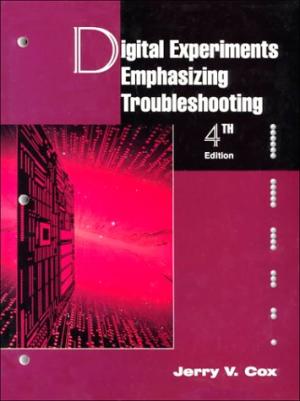 Digital Experiments
Emphasizing
Troubleshooting
4TH
Edition
Jerry V. Cox